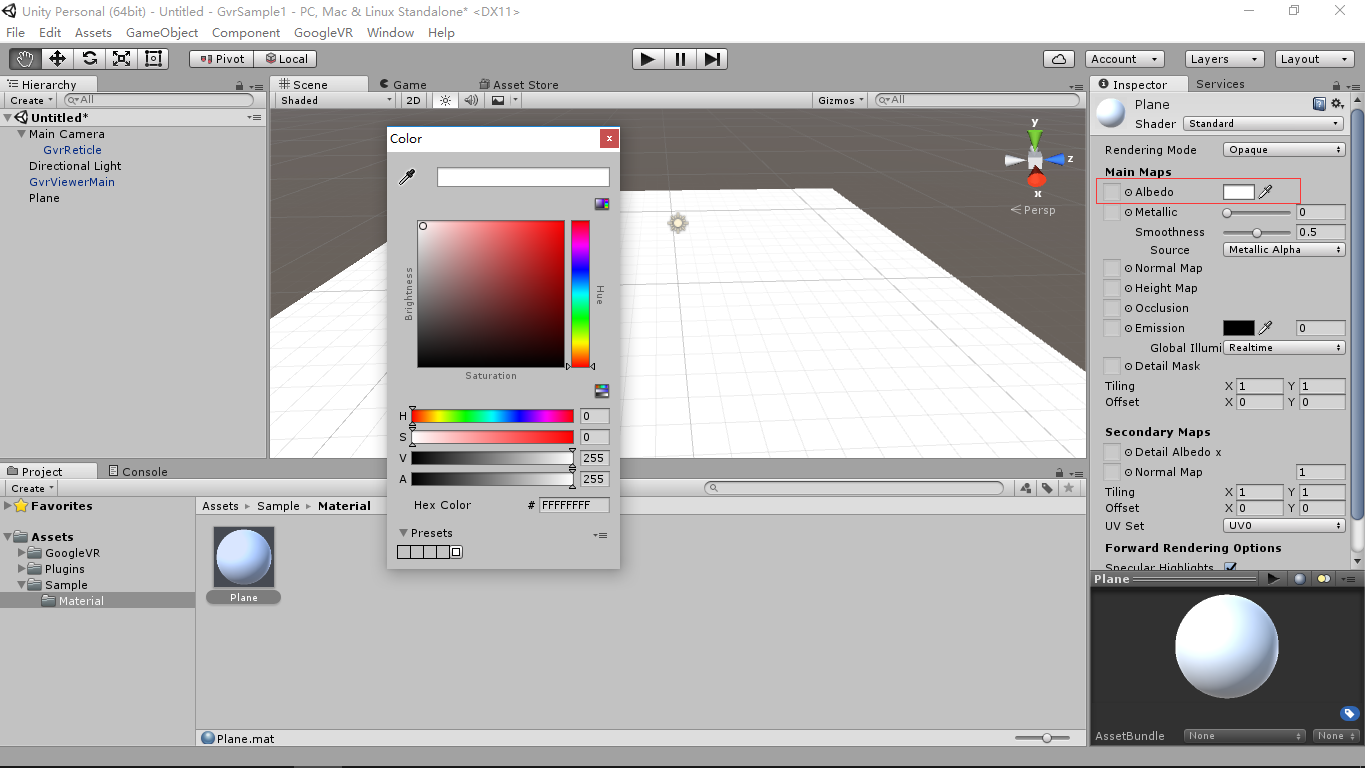 Unity Personal (64bit) - Untitled - GvrSample1 - PC, Mac & Linux Standalone* <DX11>
File Edit Assets GameObject Component GoogleVR Window Help
Pivot Local Account Layers Layout
Hierarchy
Create All
Untitled*
Main Camera
GvrReticle
Directional Light
GvrViewerMain
Plane
Scene Game Asset Store
Shaded 2D Gizmos All
y
z
x
Persp
Color
Brightness
Hue
Saturation
H 0
S 0
V 255
A 255
Hex Color # FFFFFFFF
Presets
Inspector Services
Plane
Shader Standard
Rendering Mode Opaque
Main Maps
Albedo
Metallic 0
Smoothness 0.5
Source Metallic Alpha
Normal Map
Height Map
Occlusion
Emission 0
Global Illumi Realtime
Detail Mask
Tiling X 1 Y 1
Offset X 0 Y 0
Secondary Maps
Detail Albedo x
Normal Map 1
Tiling X 1 Y 1
Offset X 0 Y 0
UV Set UV0
Forward Rendering Options
Specular Highlights
Plane
AssetBundle None None
Project Console
Create
Favorites
Assets
GoogleVR
Plugins
Sample
Material
Assets Sample Material
Plane
Plane.mat